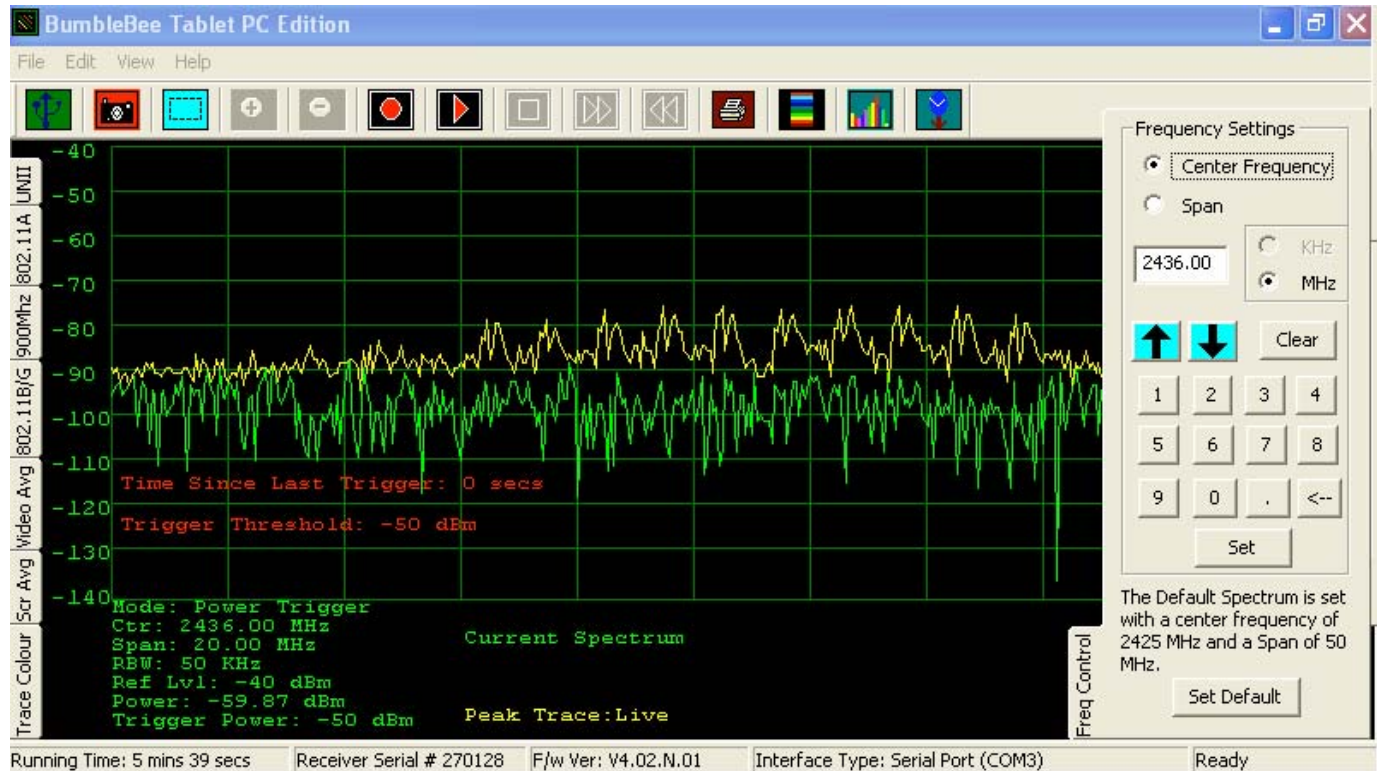 BumbleBee Tablet PC Edition
File Edit View Help
UNII
802.11A
900Mhz
802.11B/G
Video Avg
Scr Avg
Trace Colour
-40
-50
-60
-70
-80
-90
-100
-110
-120
-130
-140
Time Since Last Trigger: 0 secs
Trigger Threshold: -50 dBm
Mode: Power Trigger
Ctr: 2436.00 MHz
Span: 20.00 MHz
RBW: 50 KHz
Ref Lvl: -40 dBm
Power: -59.87 dBm
Trigger Power: -50 dBm
Current Spectrum
Peak Trace:Live
Freq Control
Frequency Settings
Center Frequency
Span
2436.00
KHz
MHz
Clear
1 2 3 4
5 6 7 8
9 0 . <--
Set
The Default Spectrum is set
with a center frequency of
2425 MHz and a Span of 50
MHz.
Set Default
Running Time: 5 mins 39 secs Receiver Serial # 270128 F/w Ver: V4.02.N.01 Interface Type: Serial Port (COM3) Ready